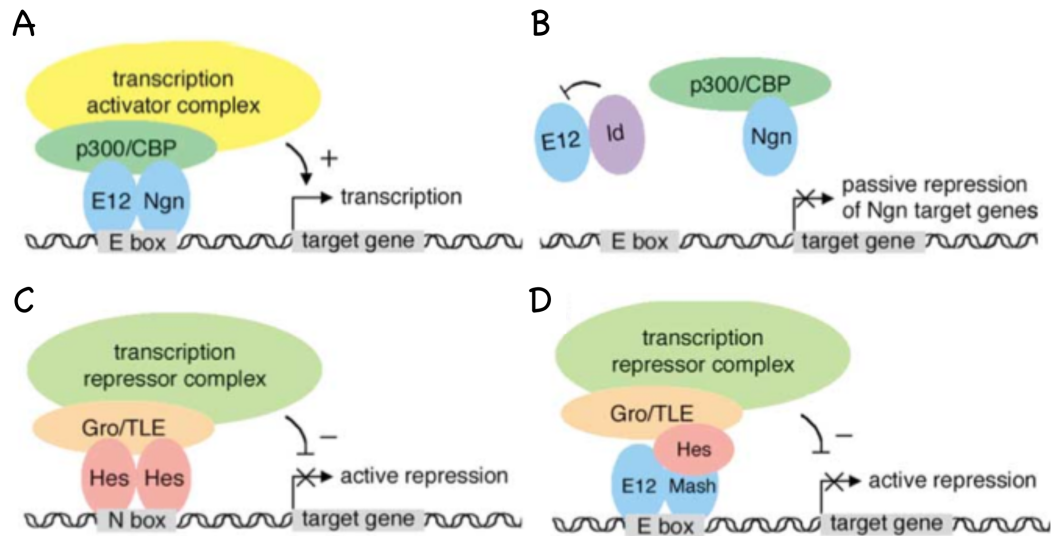 A
transcription
activator complex
p300/CBP
E12 Ngn
+
transcription
E box
target gene
B
p300/CBP
E12
Id
Ngn
passive repression
of Ngn target genes
E box
target gene
C
transcription
repressor complex
Gro/TLE
Hes Hes
–
active repression
N box
target gene
D
transcription
repressor complex
Gro/TLE
Hes
E12 Mash
–
active repression
E box
target gene